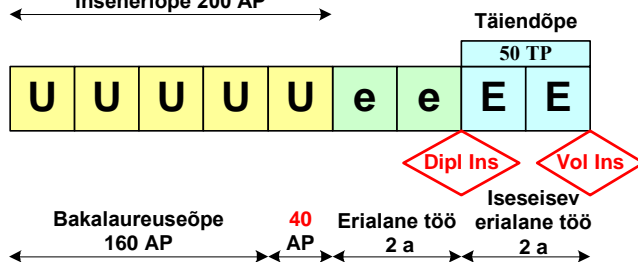 Inseneriõpe 200 AP
Täiendõpe
50 TP
U U U U U e e E E
Dipl Ins
Vol Ins
Bakalaureuseõpe
160 AP
40
AP
Erialane töö
2 a
Iseseisev
erialane töö
2 a